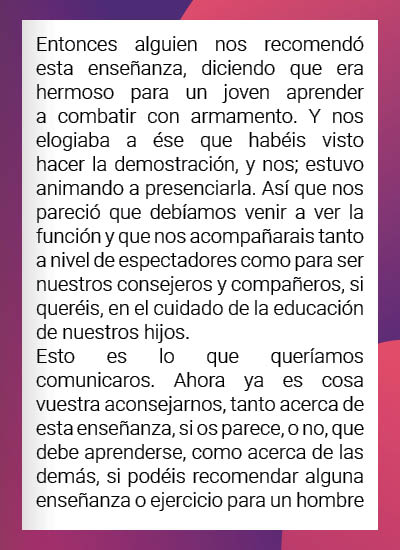 Entonces alguien nos recomendó
esta enseñanza, diciendo que era
hermoso para un joven aprender
a combatir con armamento. Y nos
elogiaba a ése que habéis visto
hacer la demostración, y nos; estuvo
animando a presenciarla. Así que nos
pareció que debíamos venir a ver la
función y que nos acompañarais tanto
a nivel de espectadores como para ser
nuestros consejeros y compañeros, si
queréis, en el cuidado de la educación
de nuestros hijos.
Esto es lo que queríamos
comunicaros. Ahora ya es cosa
vuestra aconsejarnos, tanto acerca de
esta enseñanza, si os parece, o no, que
debe aprenderse, como acerca de las
demás, si podéis recomendar alguna
enseñanza o ejercicio para un hombre